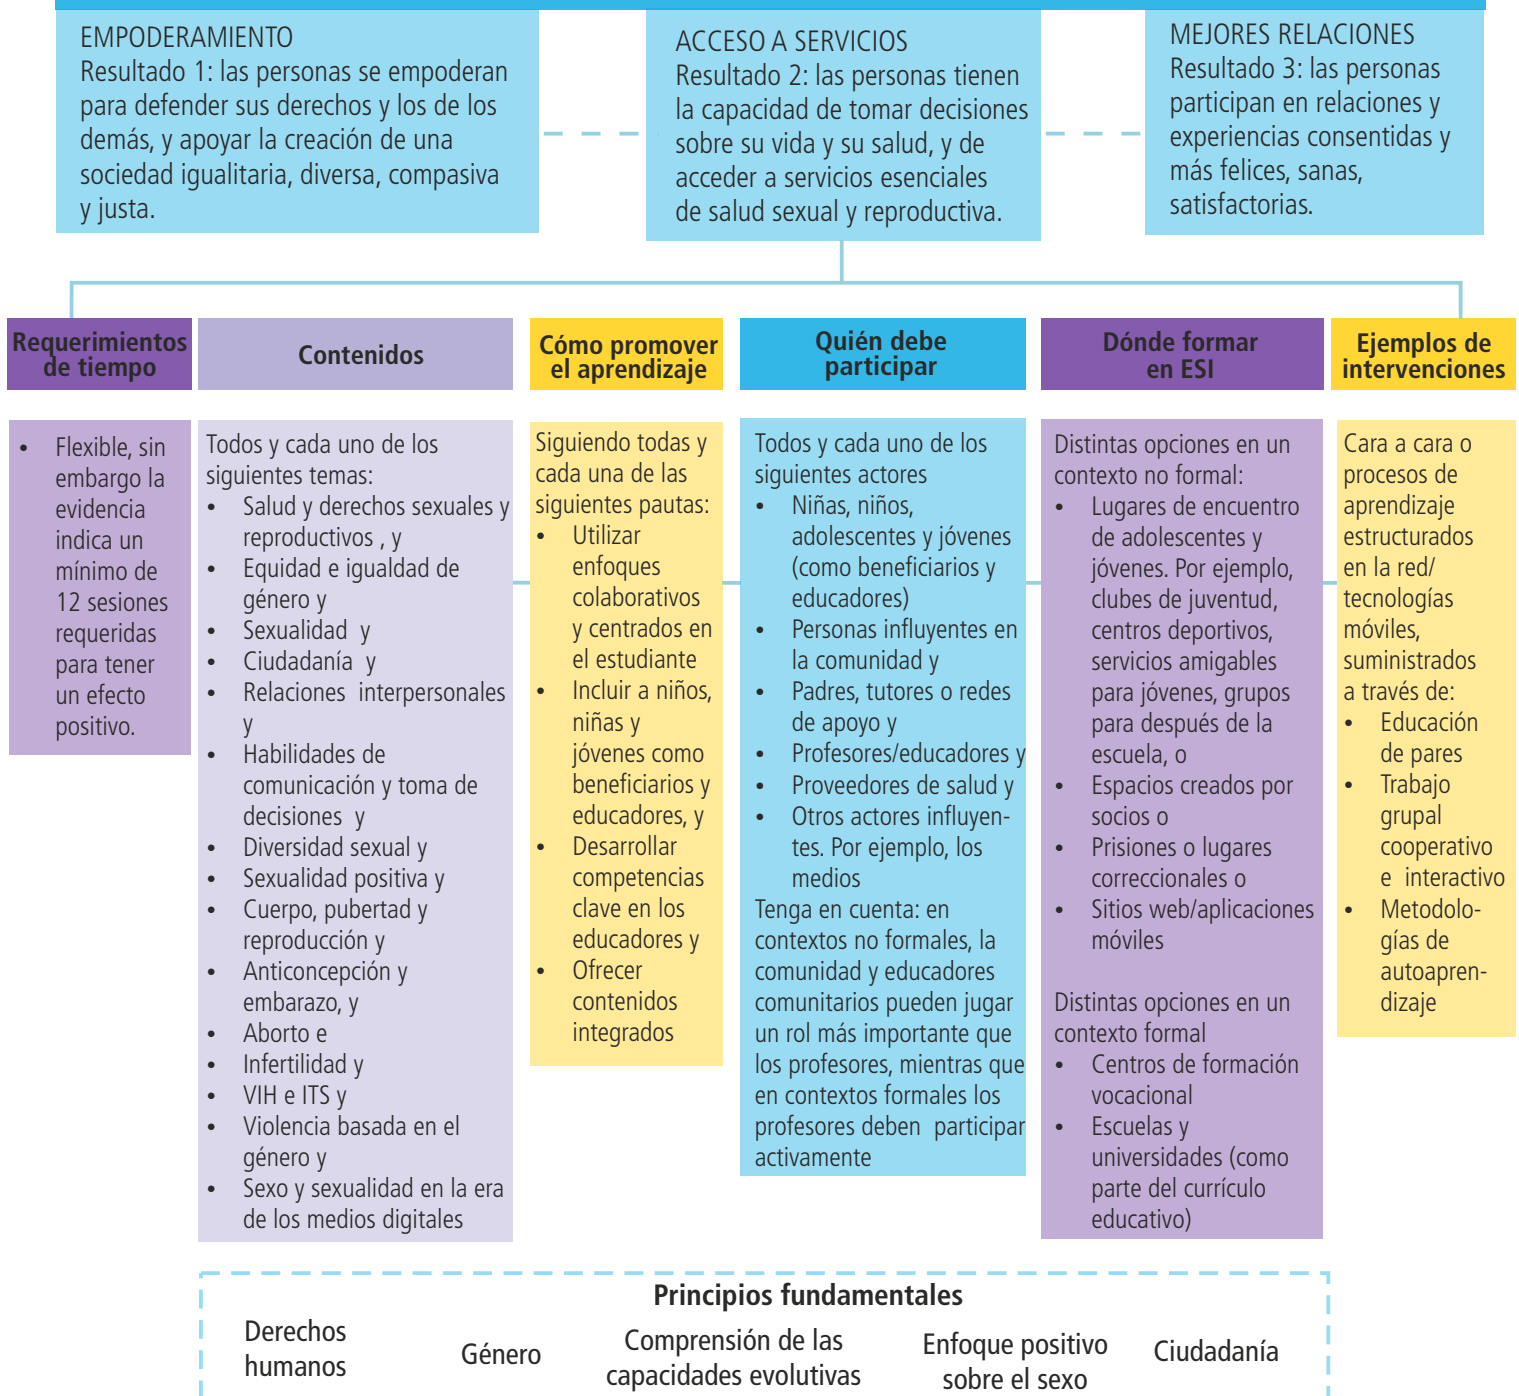 EMPODERAMIENTO
Resultado 1: las personas se empoderan
para defender sus derechos y los de los
demás, y apoyar la creación de una
sociedad igualitaria, diversa, compasiva
y justa.
ACCESO A SERVICIOS
Resultado 2: las personas tienen
la capacidad de tomar decisiones
sobre su vida y su salud, y de
acceder a servicios esenciales
de salud sexual y reproductiva.
MEJORES RELACIONES
Resultado 3: las personas
participan en relaciones y
experiencias consentidas y
más felices, sanas,
satisfactorias.
Requerimientos
de tiempo
• Flexible, sin
embargo la
evidencia
indica un
mínimo de
12 sesiones
requeridas
para tener
un efecto
positivo.
Contenidos
Todos y cada uno de los
siguientes temas:
• Salud y derechos sexuales y
reproductivos , y
• Equidad e igualdad de
género y
• Sexualidad y
• Ciudadanía y
• Relaciones interpersonales
y
• Habilidades de
comunicación y toma de
decisiones y
• Diversidad sexual y
• Sexualidad positiva y
• Cuerpo, pubertad y
reproducción y
• Anticoncepción y
embarazo, y
• Aborto e
• Infertilidad y
• VIH e ITS y
• Violencia basada en el
género y
• Sexo y sexualidad en la era
de los medios digitales
Cómo promover
el aprendizaje
Siguiendo todas y
cada una de las
siguientes pautas:
• Utilizar
enfoques
colaborativos
y centrados en
el estudiante
• Incluir a niños,
niñas y
jóvenes como
beneficiarios y
educadores, y
• Desarrollar
competencias
clave en los
educadores y
• Ofrecer
contenidos
integrados
Quién debe
participar
Todos y cada uno de los
siguientes actores
• Niñas, niños,
adolescentes y jóvenes
(como beneficiarios y
educadores)
• Personas influyentes en
la comunidad y
• Padres, tutores o redes
de apoyo y
• Profesores/educadores y
• Proveedores de salud y
• Otros actores influyen-
tes. Por ejemplo, los
medios
Tenga en cuenta: en
contextos no formales, la
comunidad y educadores
comunitarios pueden jugar
un rol más importante que
los profesores, mientras que
en contextos formales los
profesores deben participar
activamente
Dónde formar
en ESI
Distintas opciones en un
contexto no formal:
• Lugares de encuentro
de adolescentes y
jóvenes. Por ejemplo,
clubes de juventud,
centros deportivos,
servicios amigables
para jóvenes, grupos
para después de la
escuela, o
• Espacios creados por
socios o
• Prisiones o lugares
correccionales o
• Sitios web/aplicaciones
móviles
Distintas opciones en un
contexto formal
• Centros de formación
vocacional
• Escuelas y
universidades (como
parte del currículo
educativo)
Ejemplos de
intervenciones
Cara a cara o
procesos de
aprendizaje
estructurados
en la red/
tecnologías
móviles,
suministrados
a través de:
• Educación
de pares
• Trabajo
grupal
cooperativo
e interactivo
• Metodolo-
gías de
autoapren-
dizaje
Principios fundamentales
Derechos
humanos
Género
Comprensión de las
capacidades evolutivas
Enfoque positivo
sobre el sexo
Ciudadanía